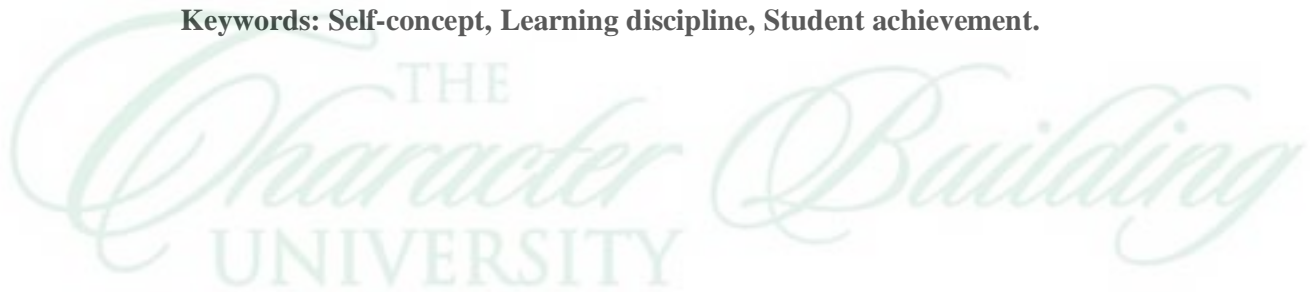 Keywords: Self-concept, Learning discipline, Student achievement.
THE
Character Building
UNIVERSITY